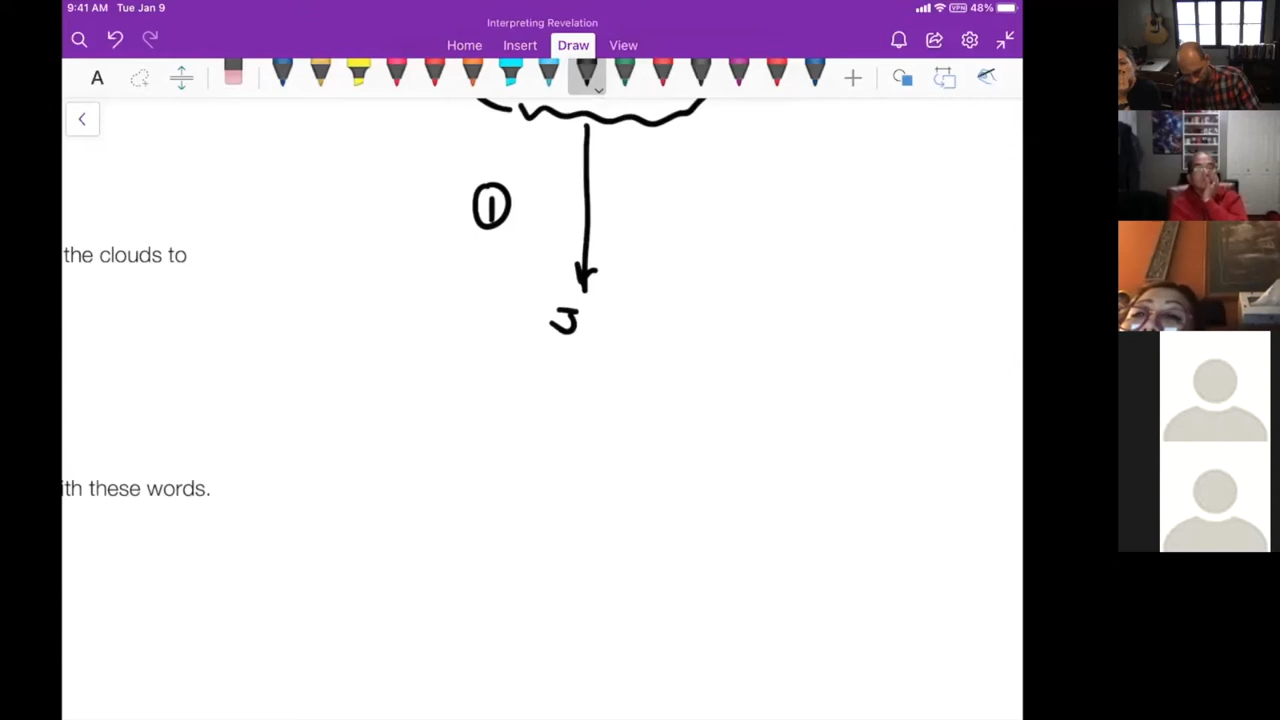 9:41 AM Tue Jan 9
VPN 48%
Interpreting Revelation
Home Insert Draw View
A
1
the clouds to
J
ith these words.